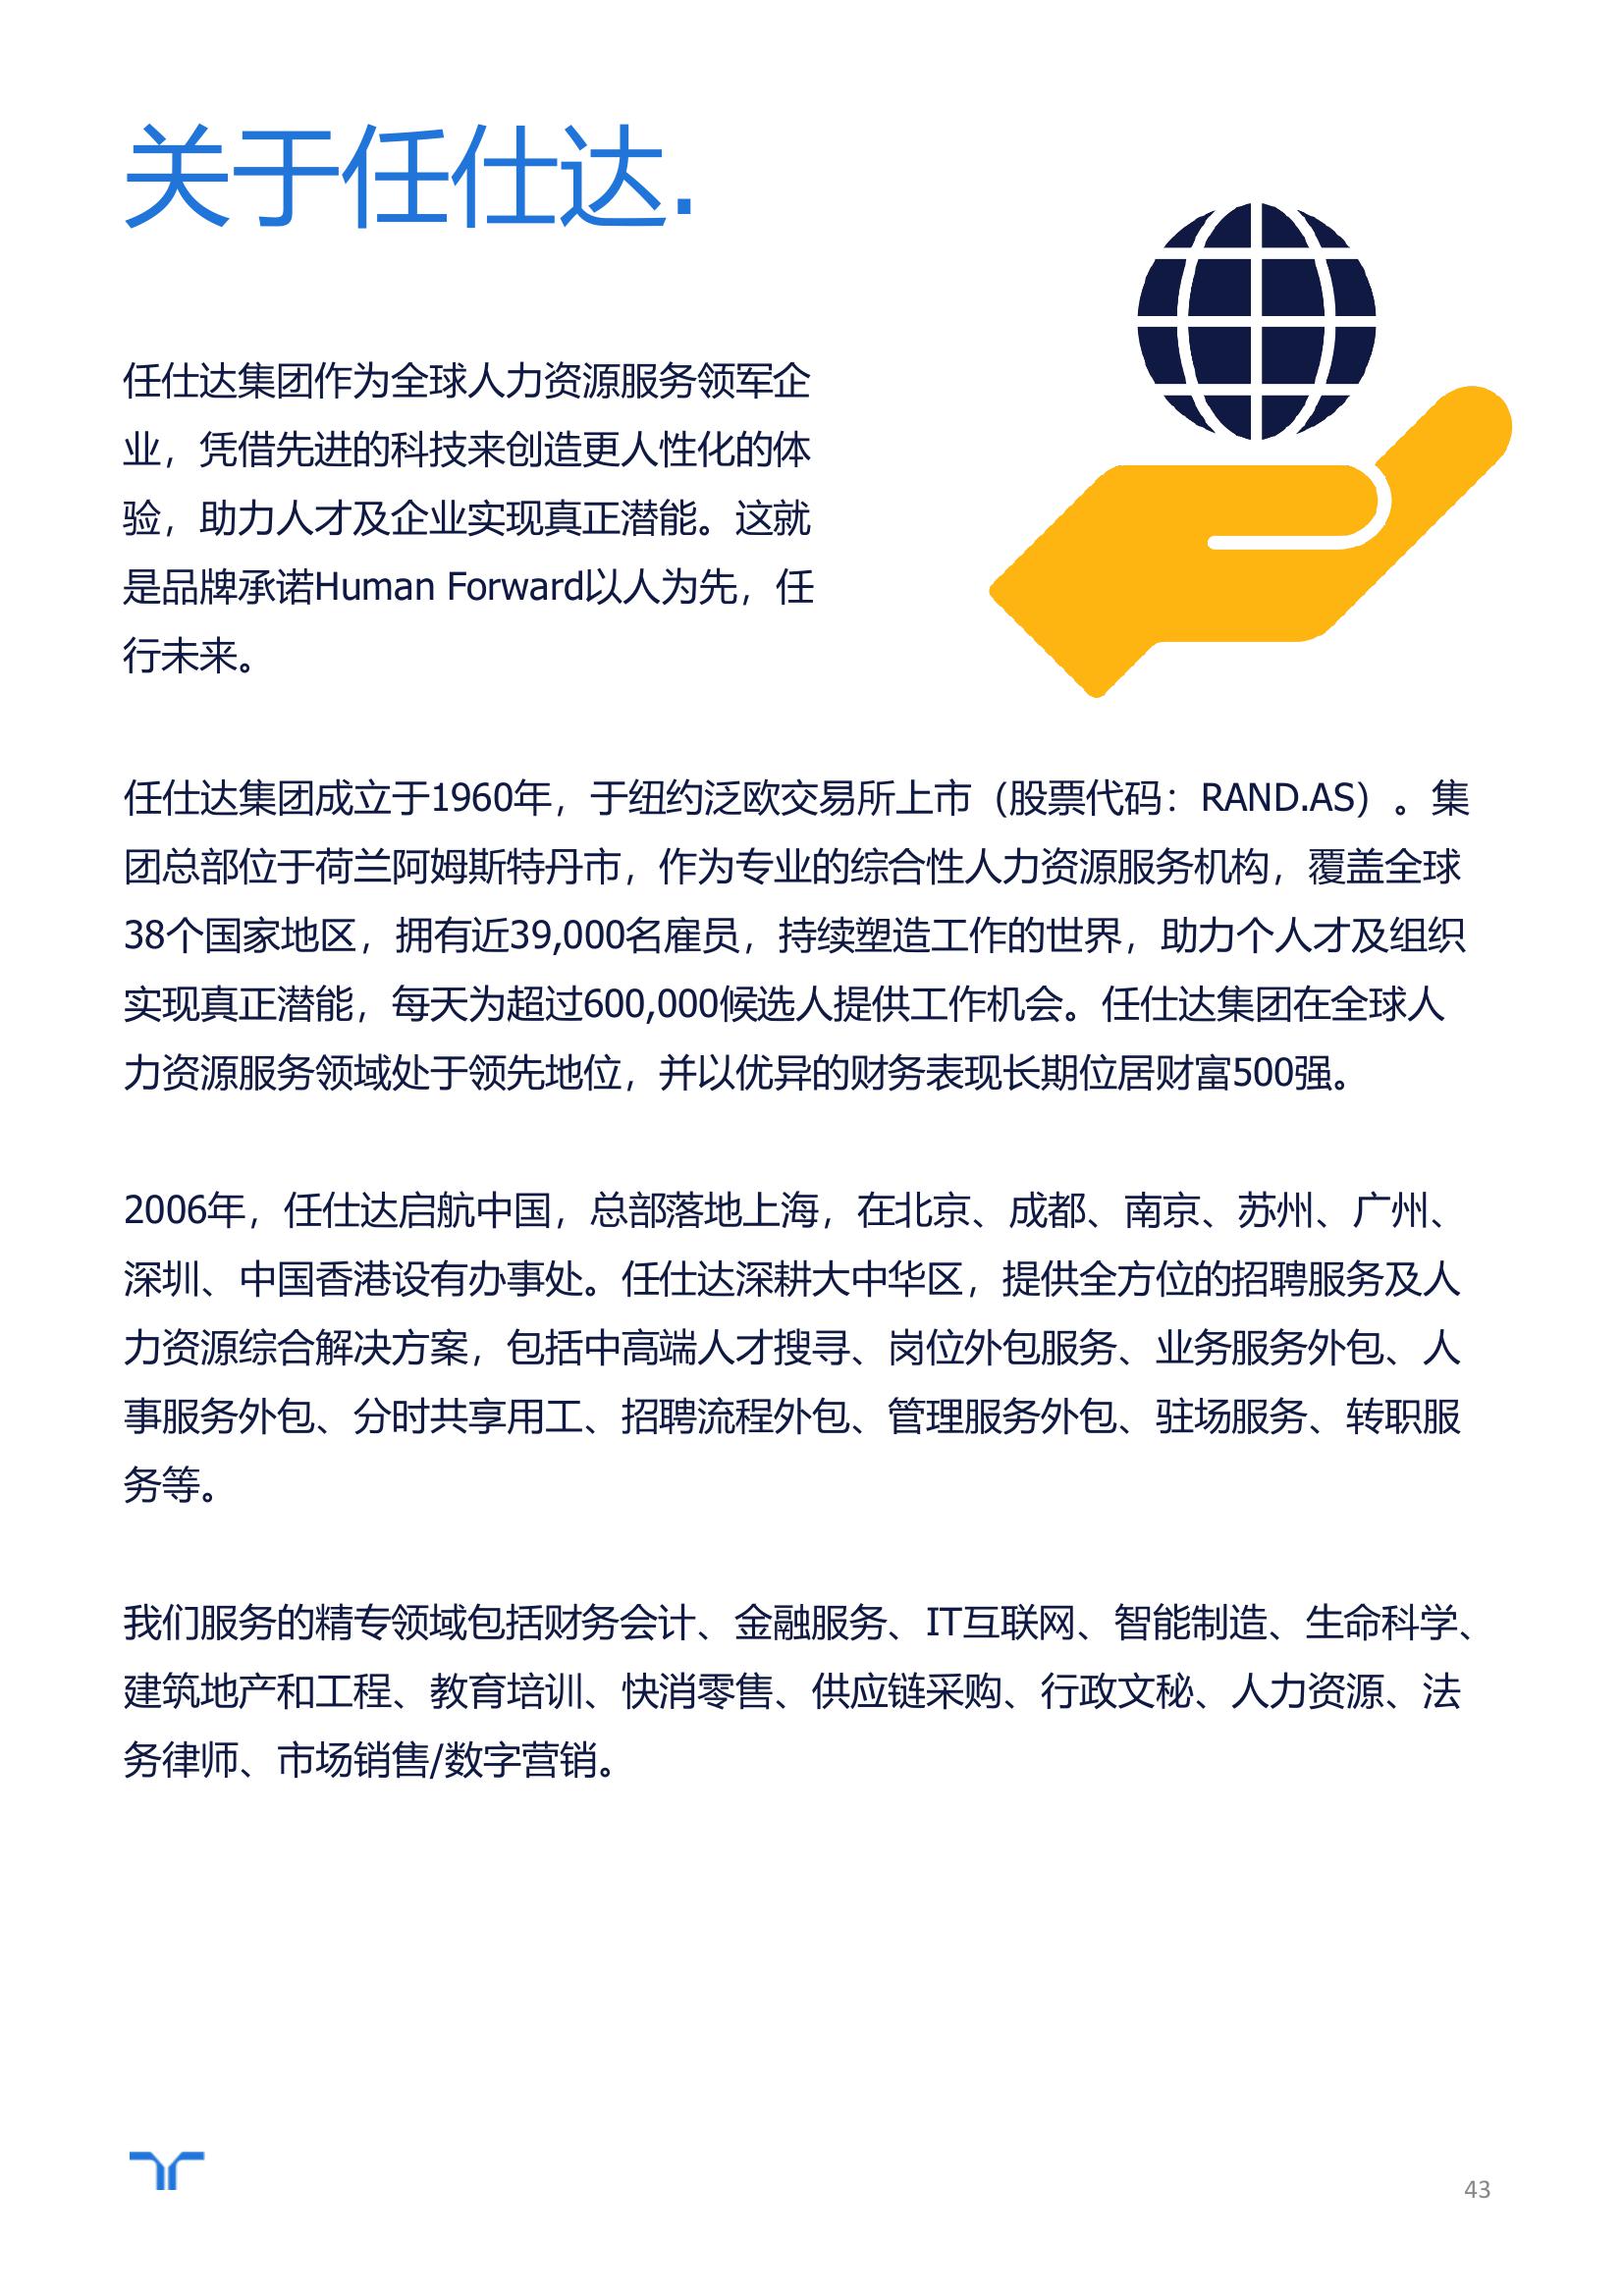 关于任仕达.
任仕达集团作为全球人力资源服务领军企
业，凭借先进的科技来创造更人性化的体
验，助力人才及企业实现真正潜能。这就
是品牌承诺Human Forward以人为先，任
行未来。
任仕达集团成立于1960年，于纽约泛欧交易所上市（股票代码：RAND.AS）。集
团总部位于荷兰阿姆斯特丹市，作为专业的综合性人力资源服务机构，覆盖全球
38个国家地区，拥有近39,000名雇员，持续塑造工作的世界，助力个人才及组织
实现真正潜能，每天为超过600,000候选人提供工作机会。任仕达集团在全球人
力资源服务领域处于领先地位，并以优异的财务表现长期位居财富500强。
2006年，任仕达启航中国，总部落地上海，在北京、成都、南京、苏州、广州、
深圳、中国香港设有办事处。任仕达深耕大中华区，提供全方位的招聘服务及人
力资源综合解决方案，包括中高端人才搜寻、岗位外包服务、业务服务外包、人
事服务外包、分时共享用工、招聘流程外包、管理服务外包、驻场服务、转职服
务等。
我们服务的精专领域包括财务会计、金融服务、IT互联网、智能制造、生命科学、
建筑地产和工程、教育培训、快消零售、供应链采购、行政文秘、人力资源、法
务律师、市场销售/数字营销。
43